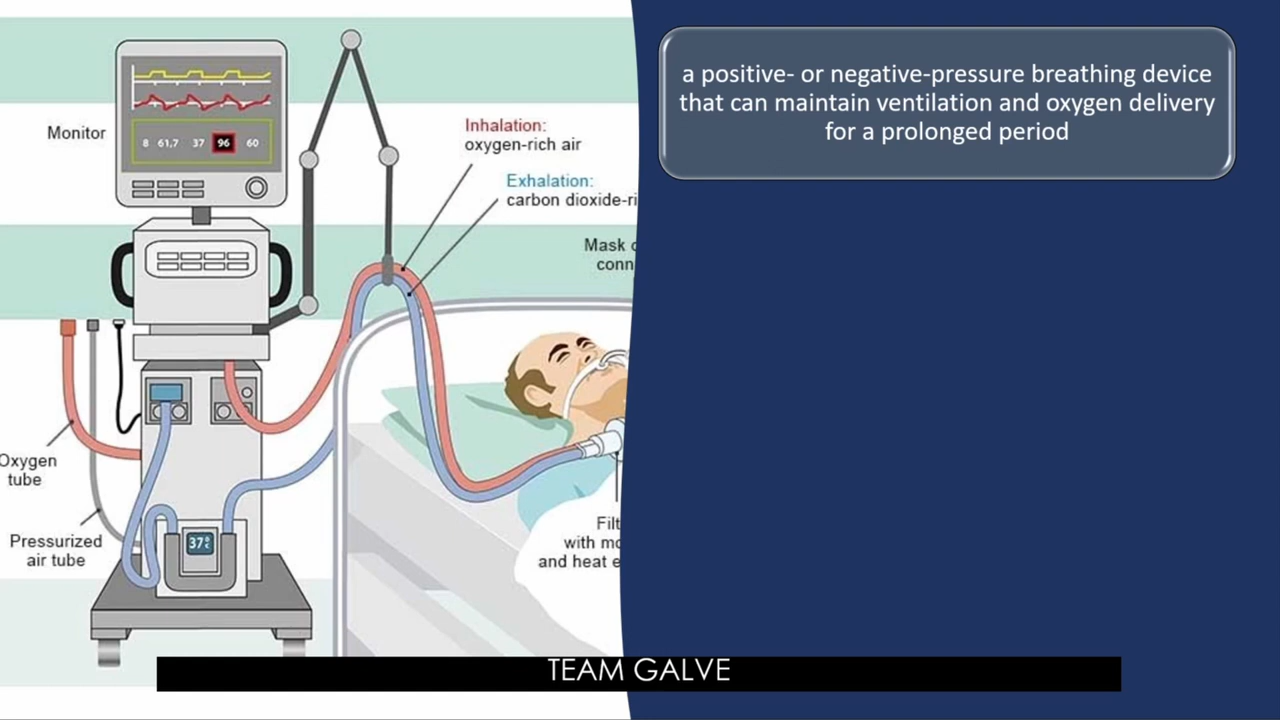 a positive- or negative-pressure breathing device
that can maintain ventilation and oxygen delivery
for a prolonged period
Monitor
8 61,7 37 96 60
Inhalation:
oxygen-rich air
Exhalation:
carbon dioxide-ri
Mask
conn
Oxygen
tube
Pressurized
air tube
37°C
Filt
with mo
and heat e
TEAM GALVE